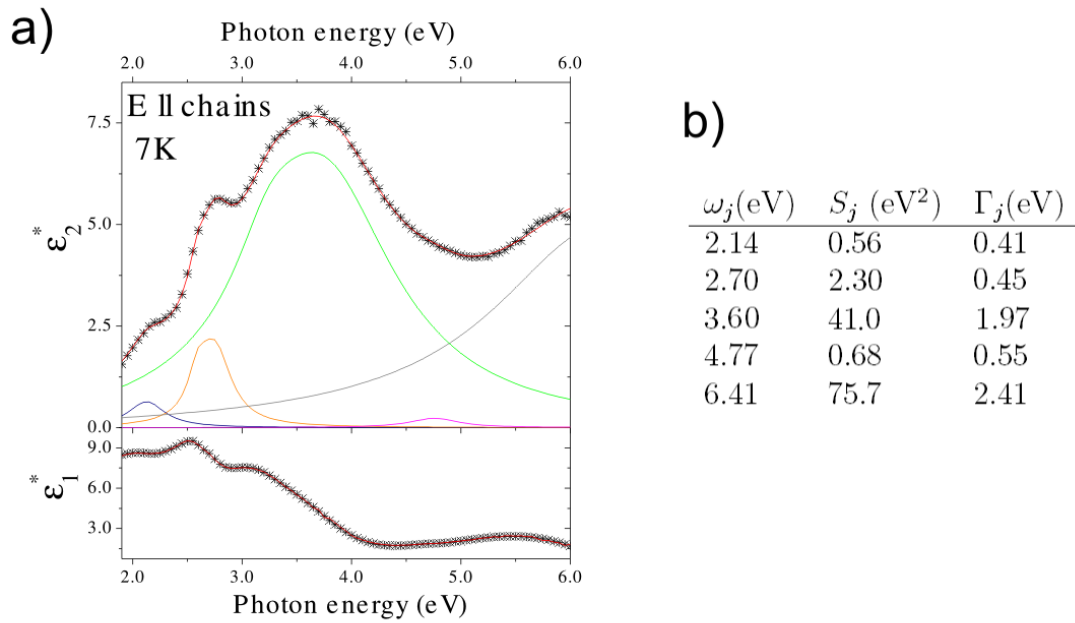 a)
Photon energy (eV)
2.0 3.0 4.0 5.0 6.0
E ll chains
7K
7.5
5.0
2.5
0.0
ε₂*
9.0
6.0
3.0
ε₁*
2.0 3.0 4.0 5.0 6.0
Photon energy (eV)
b)
ωⱼ(eV) Sⱼ (eV²) Γⱼ(eV)
2.14 0.56 0.41
2.70 2.30 0.45
3.60 41.0 1.97
4.77 0.68 0.55
6.41 75.7 2.41